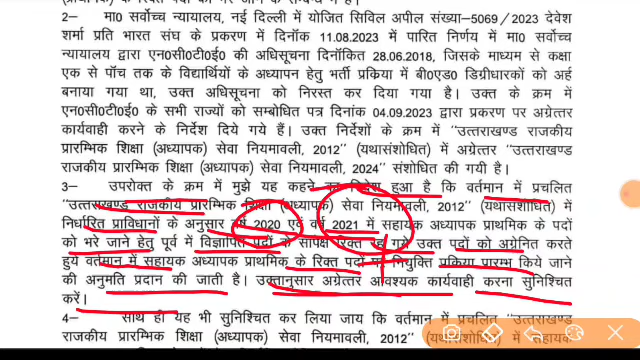 2- मा0 सर्वोच्च न्यायालय, नई दिल्ली में योजित सिविल अपील संख्या-5069/2023 देवेश
शर्मा प्रति भारत संघ के प्रकरण में दिनॉक 11.08.2023 में पारित निर्णय में मा0 सर्वोच्च
न्यायालय द्वारा एन0सी0टी0ई0 की अधिसूचना दिनॉकित 28.06.2018, जिसके माध्यम से कक्षा
एक से पॉच तक के विद्यार्थियों के अध्यापन हेतु भर्ती प्रकिया में बी0एड0 डिग्रीधारकों को अर्ह
बनाया गया था, उक्त अधिसूचना को निरस्त कर दिया गया है। उक्त के क्रम में
एन0सी0टी0ई0 के सभी राज्यों को सम्बोधित पत्र दिनांक 04.09.2023 द्वारा प्रकरण पर अग्रेत्तर
कार्यवाही करने के निर्देश दिये गये हैं। उक्त निर्देशों के क्रम में "उत्तराखण्ड राजकीय
प्रारम्भिक शिक्षा (अध्यापक) सेवा नियमावली, 2012" (यथासंशोधित) में अग्रेत्तर "उत्तराखण्ड
राजकीय प्रारम्भिक शिक्षा (अध्यापक) सेवा नियमावली, 2024" संशोधित की गयी है।
3- उपरोक्त के क्रम में मुझे यह कहने का निदेश हुआ है कि वर्तमान में प्रचलित
"उत्तराखण्ड राजकीय प्रारम्भिक शिक्षा (अध्यापक) सेवा नियमावली, 2012" (यथासंशोधित) में
निर्धारित प्राविधानों के अनुसार वर्ष 2020 एवं वर्ष 2021 में सहायक अध्यापक प्राथमिक के पदों
को भरे जाने हेतु पूर्व में विज्ञापित पदों के सापेक्ष रिक्त रह गये उक्त पदों को अग्रेनित करते
हुये वर्तमान में सहायक अध्यापक प्राथमिक के रिक्त पदों पर नियुक्ति प्रकिया प्रारम्भ किये जाने
की अनुमति प्रदान की जाती है। उक्तानुसार अग्रेत्तर आवश्यक कार्यवाही करना सुनिश्चित
करें।
4- साथ ही यह भी सुनिश्चित कर लिया जाय कि वर्तमान में प्रचलित "उत्तराखण्ड
राजकीय प्रारम्भिक शिक्षा (अध्यापक) सेवा नियमावली, 2012" (यथासंशोधित) में सहायक